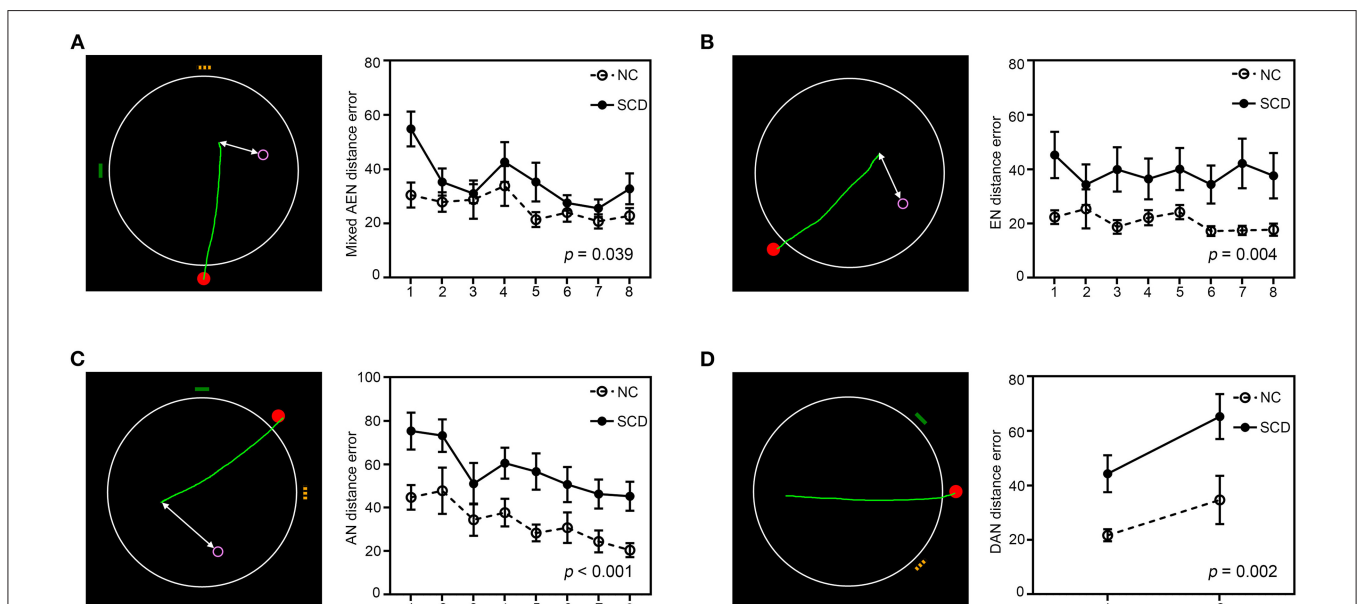 A
Mixed AEN distance error
80
60
40
20
0
NC
SCD
p = 0.039
1 2 3 4 5 6 7 8
B
EN distance error
80
60
40
20
0
NC
SCD
p = 0.004
1 2 3 4 5 6 7 8
C
AN distance error
100
80
60
40
20
0
NC
SCD
p < 0.001
D
DAN distance error
80
60
40
20
0
NC
SCD
p = 0.002